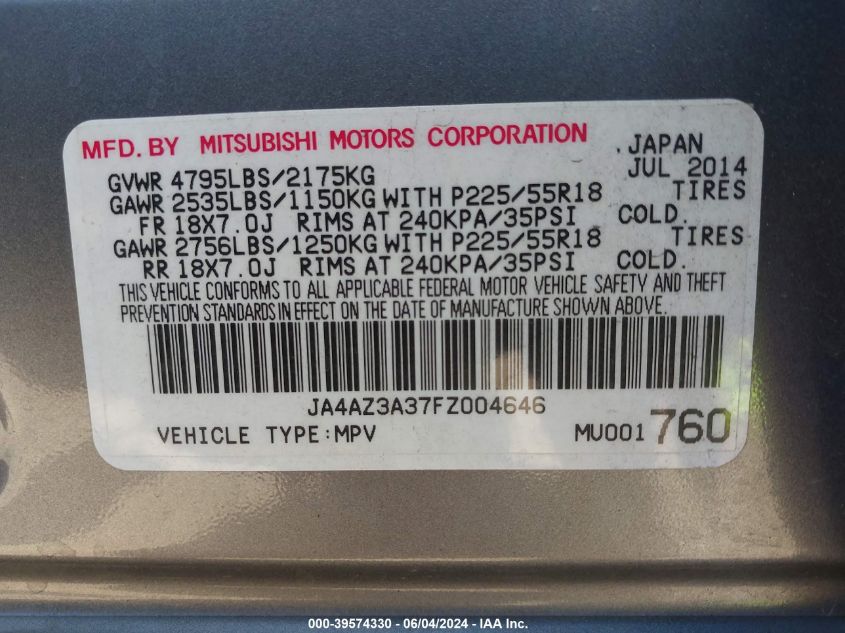 MFD. BY MITSUBISHI MOTORS CORPORATION . JAPAN
GVWR 4795LBS/2175KG JUL 2014
GAWR 2535LBS/1150KG WITH P225/55R18 TIRES
FR 18X7.0J RIMS AT 240KPA/35PSI COLD.
GAWR 2756LBS/1250KG WITH P225/55R18 TIRES
RR 18X7.0J RIMS AT 240KPA/35PSI COLD.
THIS VEHICLE CONFORMS TO ALL APPLICABLE FEDERAL MOTOR VEHICLE SAFETY AND THEFT
PREVENTION STANDARDS IN EFFECT ON THE DATE OF MANUFACTURE SHOWN ABOVE.
JA4AZ3A37FZ004646
VEHICLE TYPE:MPV MU001 760
000-39574330 - 06/04/2024 - IAA Inc.